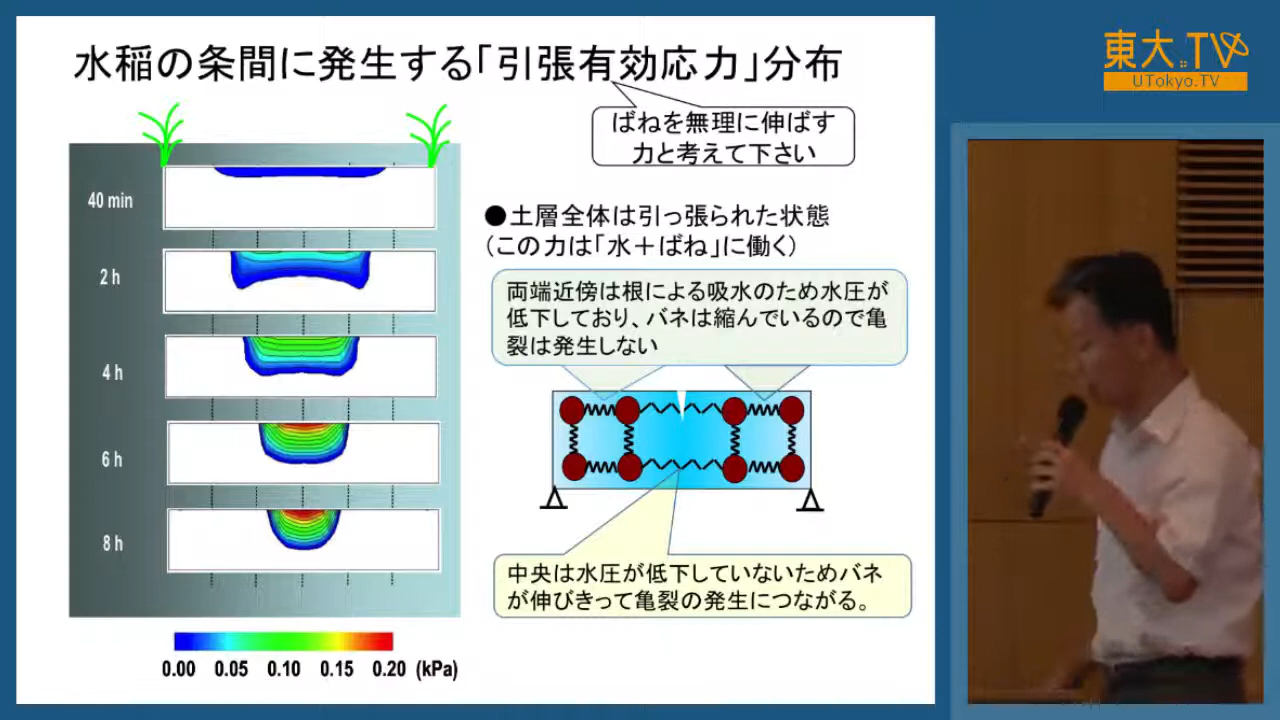 水稲の条間に発生する「引張有効応力」分布
ばねを無理に伸ばす
力と考えて下さい
40 min
2 h
4 h
6 h
8 h
0.00 0.05 0.10 0.15 0.20 (kPa)
●土層全体は引っ張られた状態
(この力は「水＋ばね」に働く)
両端近傍は根による吸水のため水圧が
低下しており、バネは縮んでいるので亀
裂は発生しない
中央は水圧が低下していないためバネ
が伸びきって亀裂の発生につながる。
東大.TV
UTokyo.TV